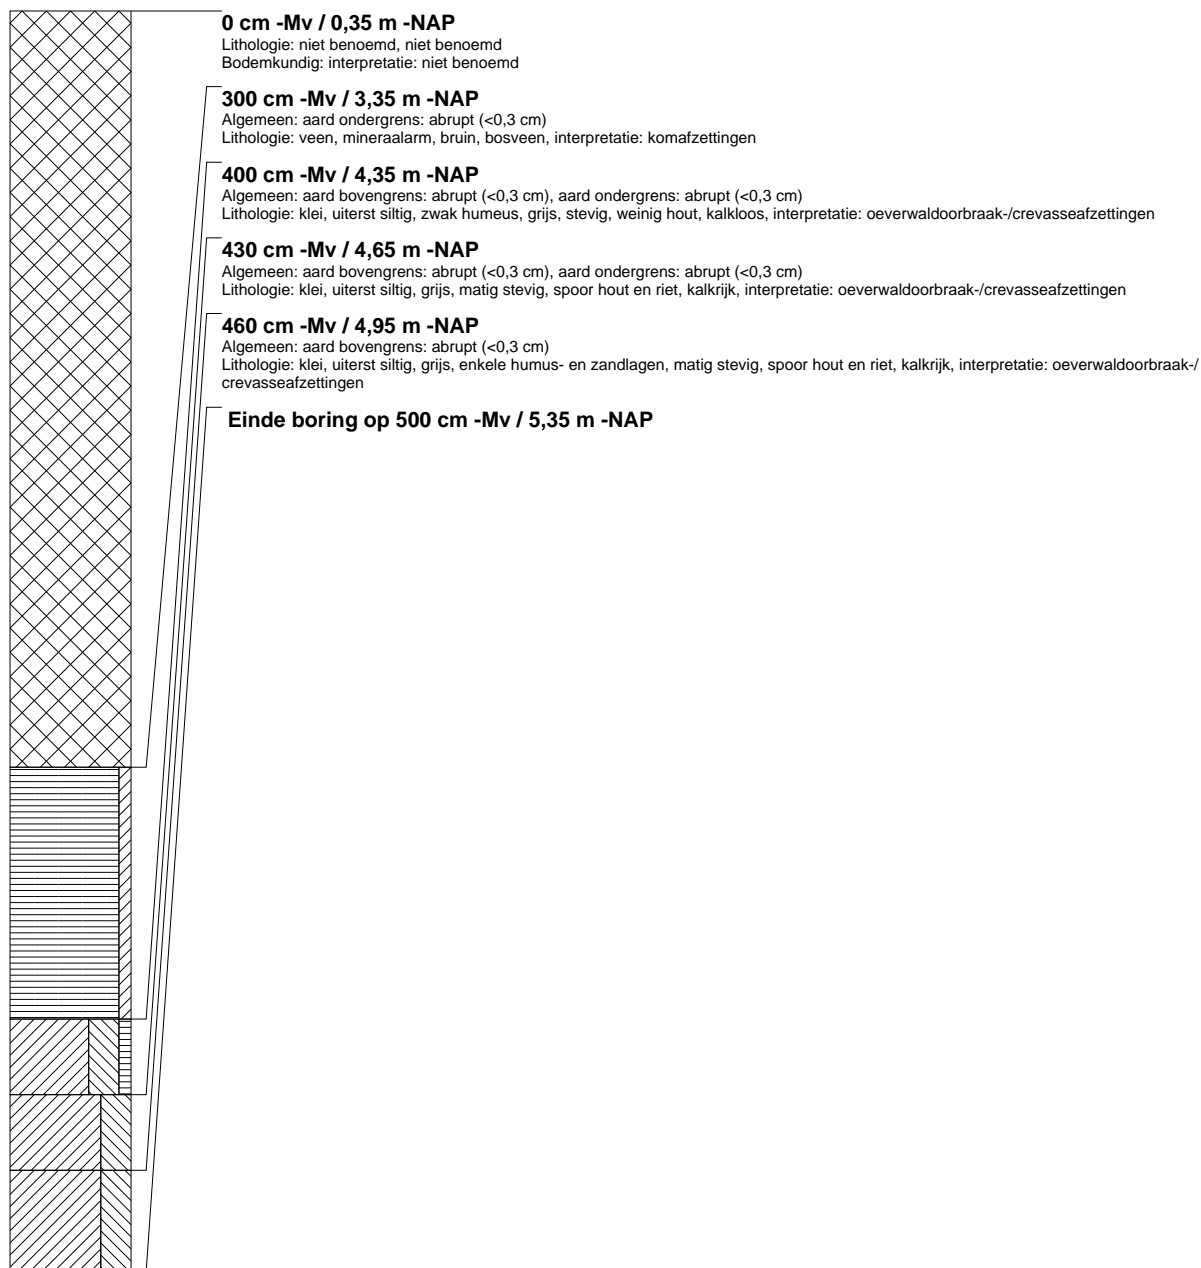 0 cm -Mv / 0,35 m -NAP
Lithologie: niet benoemd, niet benoemd
Bodemkundig: interpretatie: niet benoemd
300 cm -Mv / 3,35 m -NAP
Algemeen: aard ondergrens: abrupt (<0,3 cm)
Lithologie: veen, mineraalarm, bruin, bosveen, interpretatie: komafzettingen
400 cm -Mv / 4,35 m -NAP
Algemeen: aard bovengrens: abrupt (<0,3 cm), aard ondergrens: abrupt (<0,3 cm)
Lithologie: klei, uiterst siltig, zwak humeus, grijs, stevig, weinig hout, kalkloos, interpretatie: oeverwaldoorbraak-/crevasseafzettingen
430 cm -Mv / 4,65 m -NAP
Algemeen: aard bovengrens: abrupt (<0,3 cm), aard ondergrens: abrupt (<0,3 cm)
Lithologie: klei, uiterst siltig, grijs, matig stevig, spoor hout en riet, kalkrijk, interpretatie: oeverwaldoorbraak-/crevasseafzettingen
460 cm -Mv / 4,95 m -NAP
Algemeen: aard bovengrens: abrupt (<0,3 cm)
Lithologie: klei, uiterst siltig, grijs, enkele humus- en zandlagen, matig stevig, spoor hout en riet, kalkrijk, interpretatie: oeverwaldoorbraak-/
crevasseafzettingen
Einde boring op 500 cm -Mv / 5,35 m -NAP